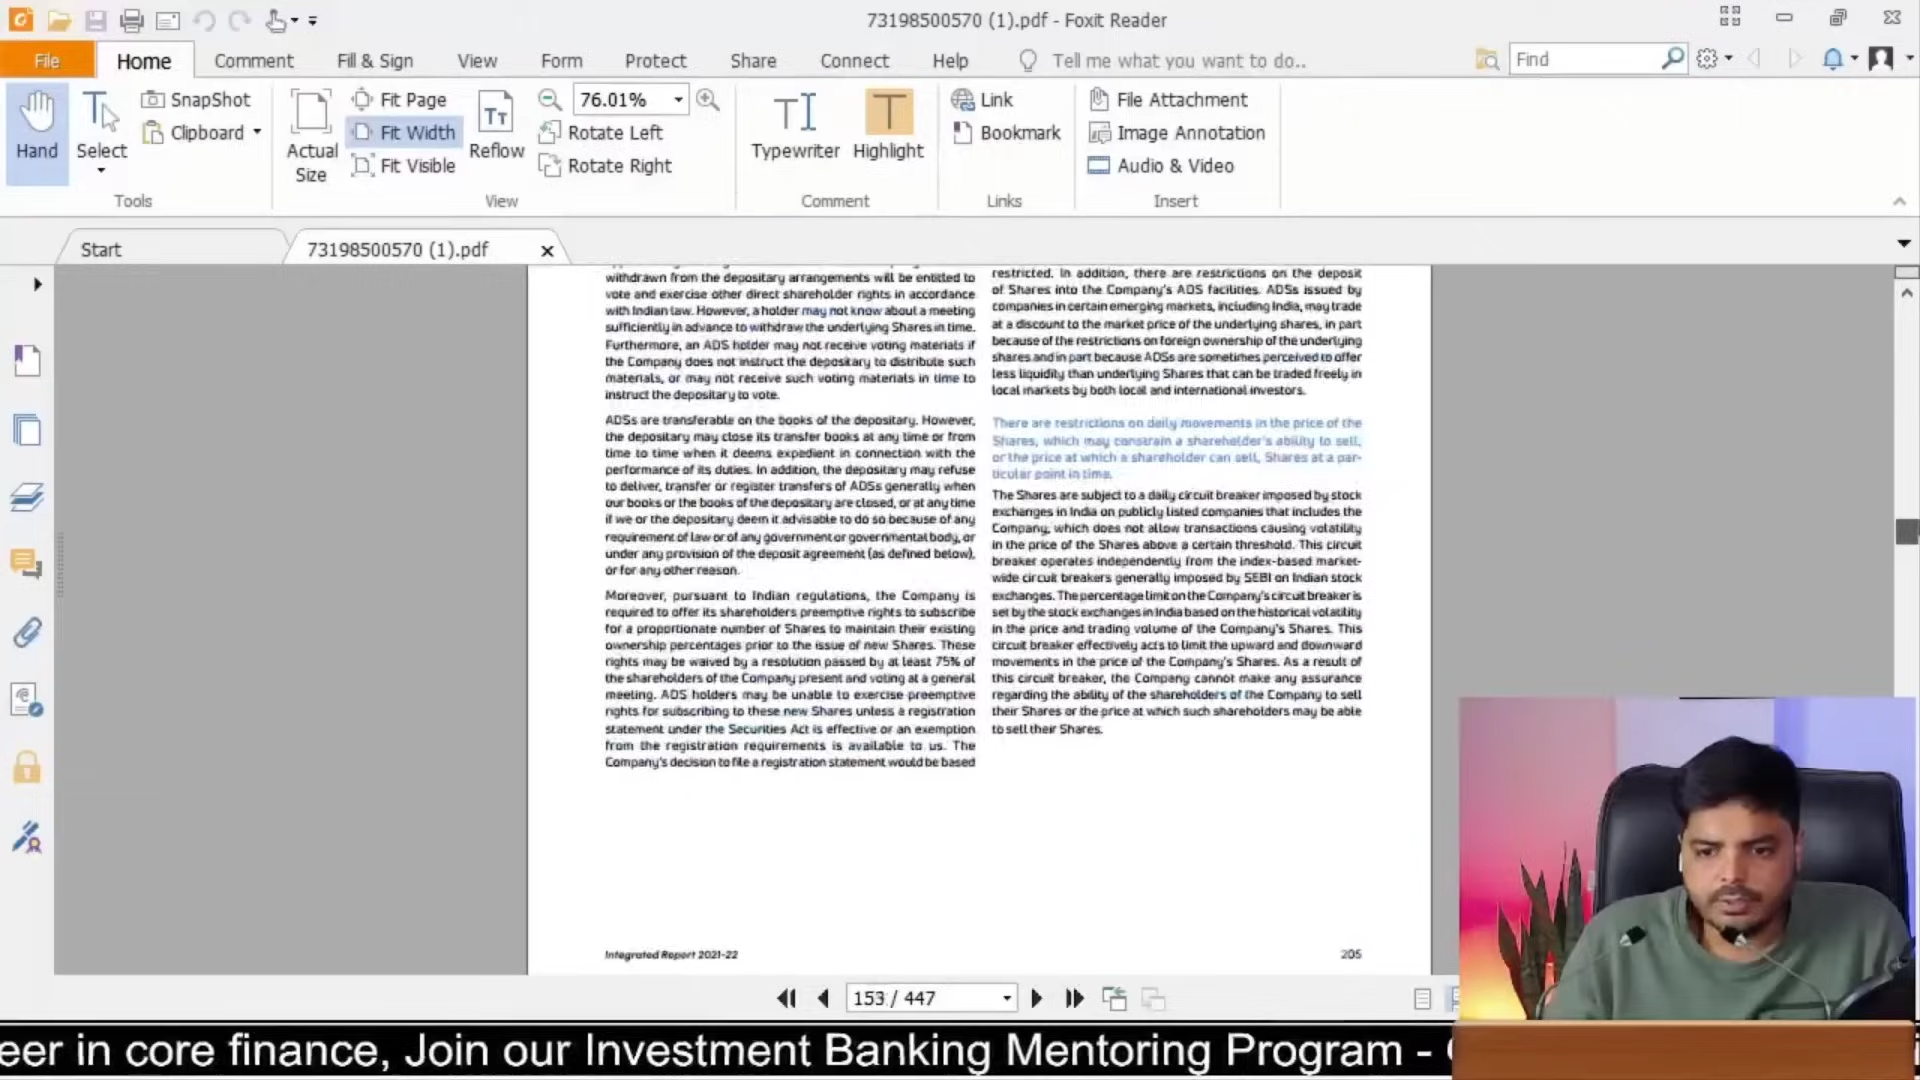 73198500570 (1).pdf - Foxit Reader
File
Home
Comment
Fill & Sign
View
Form
Protect
Share
Connect
Help
Tell me what you want to do..
Find
Hand
Select
SnapShot
Clipboard
Tools
Actual
Size
Fit Page
Fit Width
Fit Visible
Reflow
76.01%
Rotate Left
Rotate Right
View
Typewriter
Highlight
Comment
Link
Bookmark
Links
File Attachment
Image Annotation
Audio & Video
Insert
Start
73198500570 (1).pdf
withdrawn from the depositary arrangements will be entitled to
vote and exercise other direct shareholder rights in accordance
with Indian law. However, a holder may not know about a meeting
sufficiently in advance to withdraw the underlying Shares in time.
Furthermore, an ADS holder may not receive voting materials if
the Company does not instruct the depositary to distribute such
materials, or may not receive such voting materials in time to
instruct the depositary to vote.
ADSs are transferable on the books of the depositary. However,
the depositary may close its transfer books at any time or from
time to time when it deems expedient in connection with the
performance of its duties. In addition, the depositary may refuse
to deliver, transfer or register transfers of ADSs generally when
our books or the books of the depositary are closed, or at any time
if we or the depositary deem it advisable to do so because of any
requirement of law or of any government or governmental body, or
under any provision of the deposit agreement (as defined below),
or for any other reason.
Moreover, pursuant to Indian regulations, the Company is
required to offer its shareholders preemptive rights to subscribe
for a proportionate number of Shares to maintain their existing
ownership percentages prior to the issue of new Shares. These
rights may be waived by a resolution passed by at least 75% of
the shareholders of the Company present and voting at a general
meeting. ADS holders may be unable to exercise preemptive
rights for subscribing to these new Shares unless a registration
statement under the Securities Act is effective or an exemption
from the registration requirements is available to us. The
Company's decision to file a registration statement would be based
restricted. In addition, there are restrictions on the deposit
of Shares into the Company's ADS facilities. ADSs issued by
companies in certain emerging markets, including India, may trade
at a discount to the market price of the underlying shares, in part
because of the restrictions on foreign ownership of the underlying
shares and in part because ADSs are sometimes perceived to offer
less liquidity than underlying Shares that can be traded freely in
local markets by both local and international investors.
There are restrictions on daily movements in the price of the
Shares, which may constrain a shareholder's ability to sell,
or the price at which a shareholder can sell, Shares at a par-
ticular point in time.
The Shares are subject to a daily circuit breaker imposed by stock
exchanges in India on publicly listed companies that includes the
Company, which does not allow transactions causing volatility
in the price of the Shares above a certain threshold. This circuit
breaker operates independently from the index-based market-
wide circuit breakers generally imposed by SEBI on Indian stock
exchanges. The percentage limit on the Company's circuit breaker is
set by the stock exchanges in India based on the historical volatility
in the price and trading volume of the Company's Shares. This
circuit breaker effectively acts to limit the upward and downward
movements in the price of the Company's Shares. As a result of
this circuit breaker, the Company cannot make any assurance
regarding the ability of the shareholders of the Company to sell
their Shares or the price at which such shareholders may be able
to sell their Shares.
Integrated Report 2021-22
205
153 / 447
eer in core finance, Join our Investment Banking Mentoring Program -